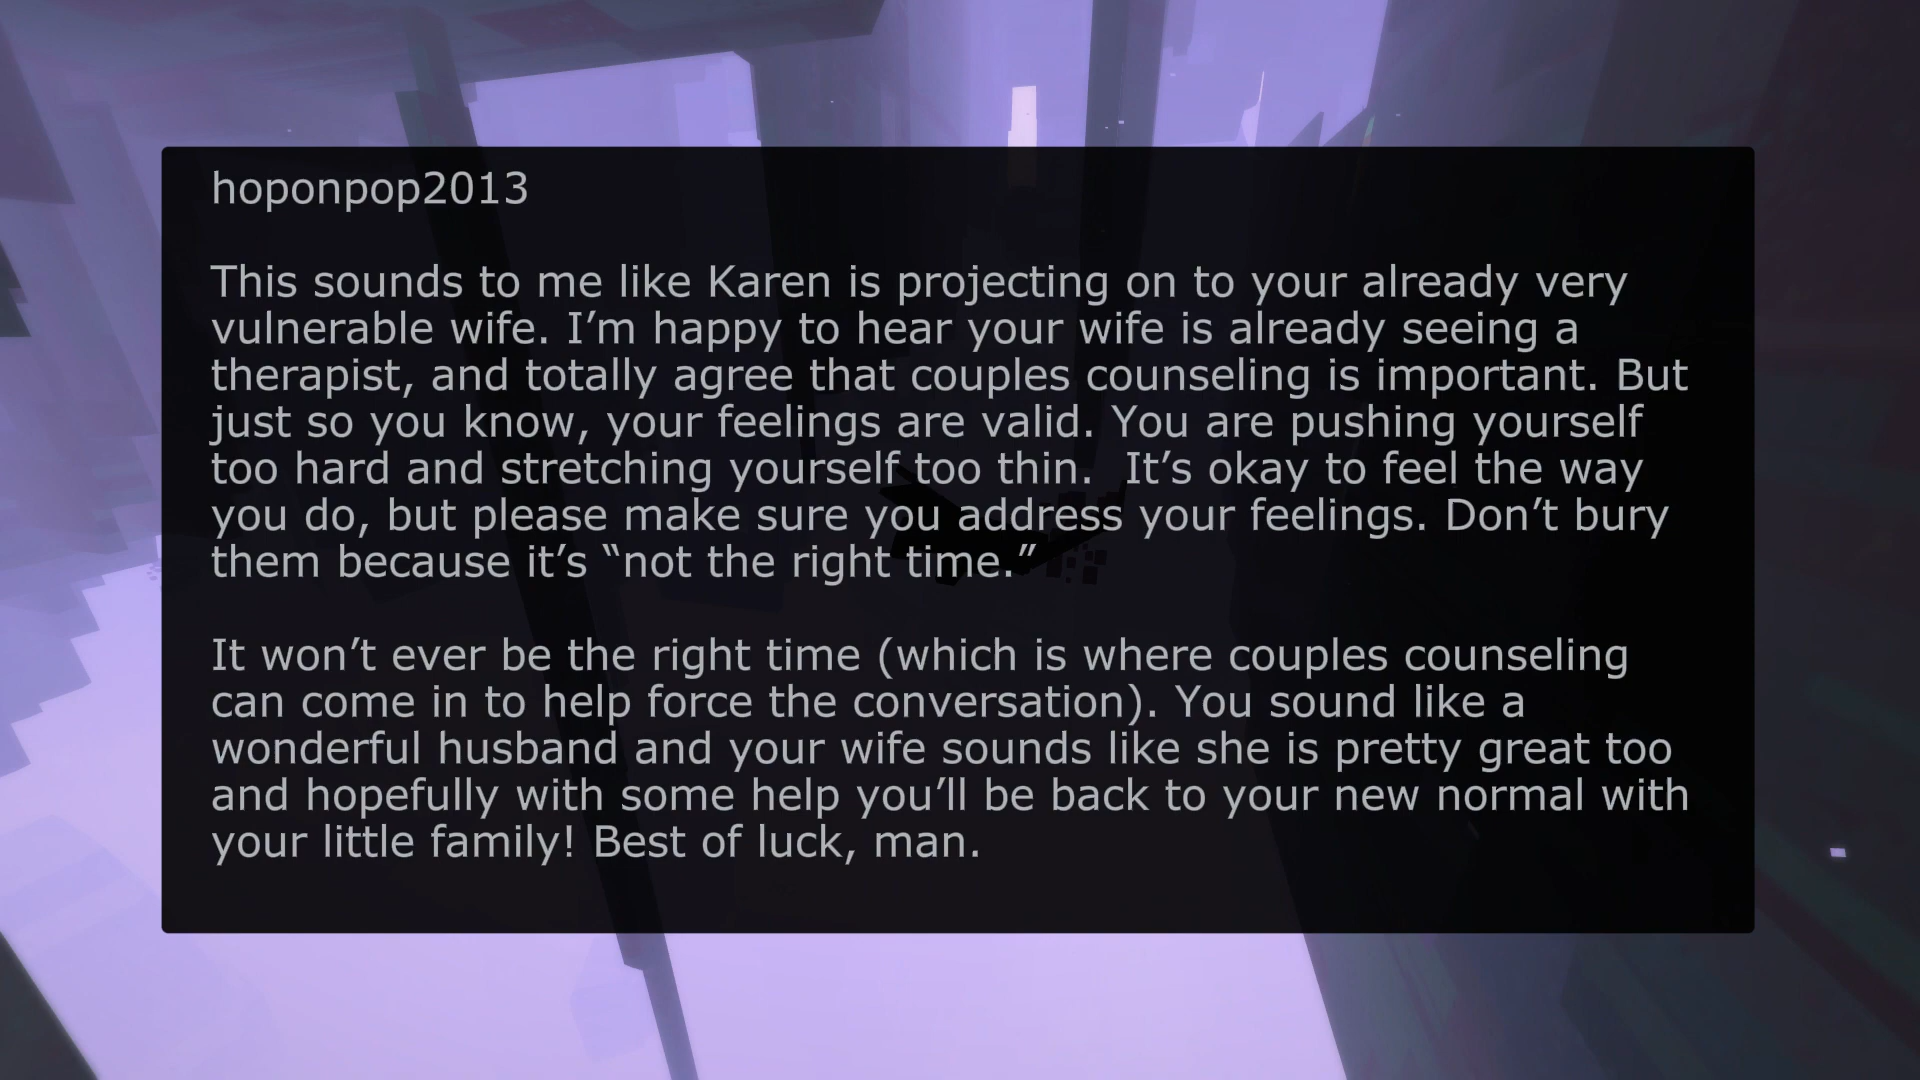 hoponpop2013
This sounds to me like Karen is projecting on to your already very
vulnerable wife. I’m happy to hear your wife is already seeing a
therapist, and totally agree that couples counseling is important. But
just so you know, your feelings are valid. You are pushing yourself
too hard and stretching yourself too thin.  It’s okay to feel the way
you do, but please make sure you address your feelings. Don’t bury
them because it’s “not the right time.”
It won’t ever be the right time (which is where couples counseling
can come in to help force the conversation). You sound like a
wonderful husband and your wife sounds like she is pretty great too
and hopefully with some help you’ll be back to your new normal with
your little family! Best of luck, man.